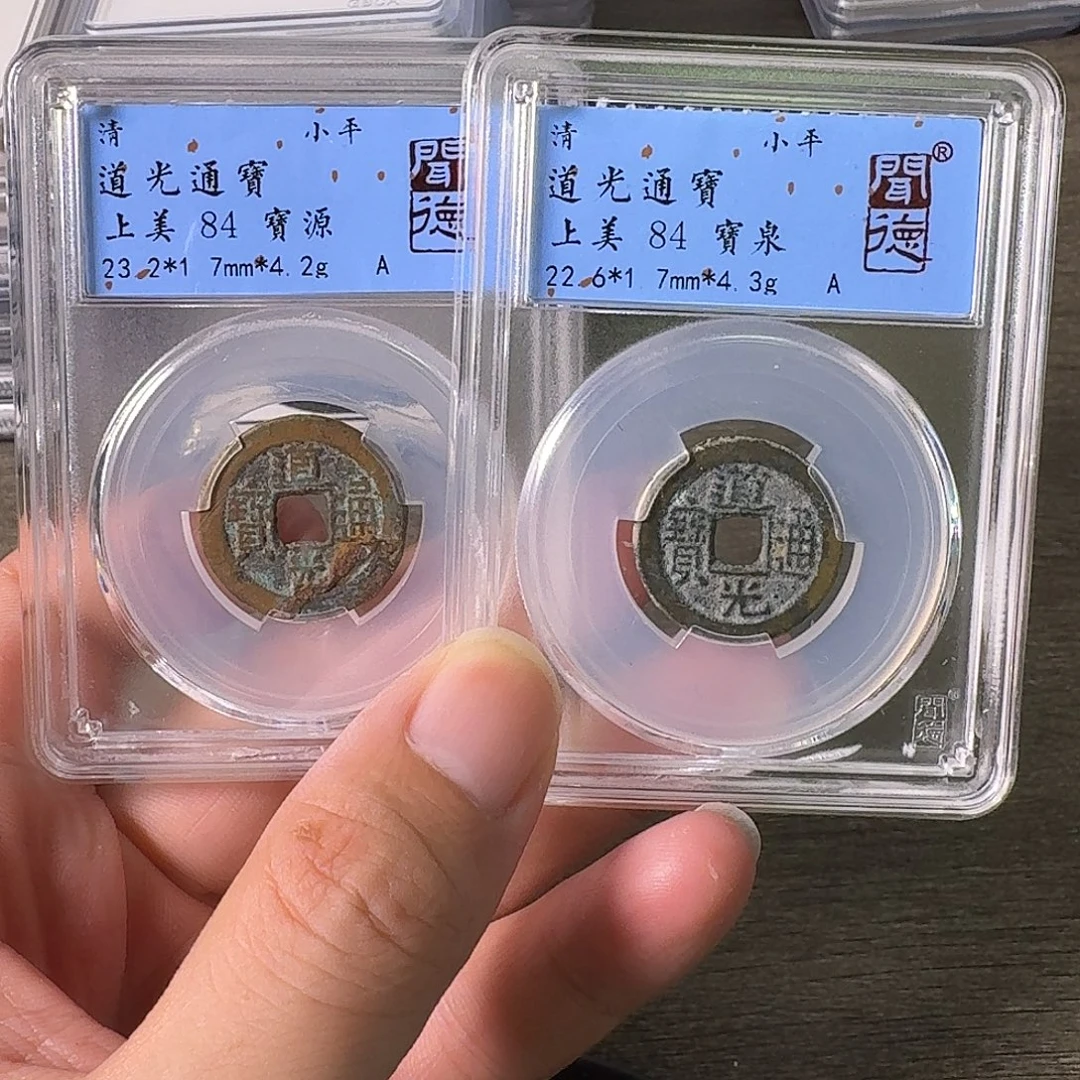 清 小平
道光通寶
上美 84 寶源
23.2*1.7mm*4.2g A
聞德
道光通寶
清 小平
道光通寶
上美 84 寶泉
22.6*1.7mm*4.3g A
聞德®
道光通寶
聞德